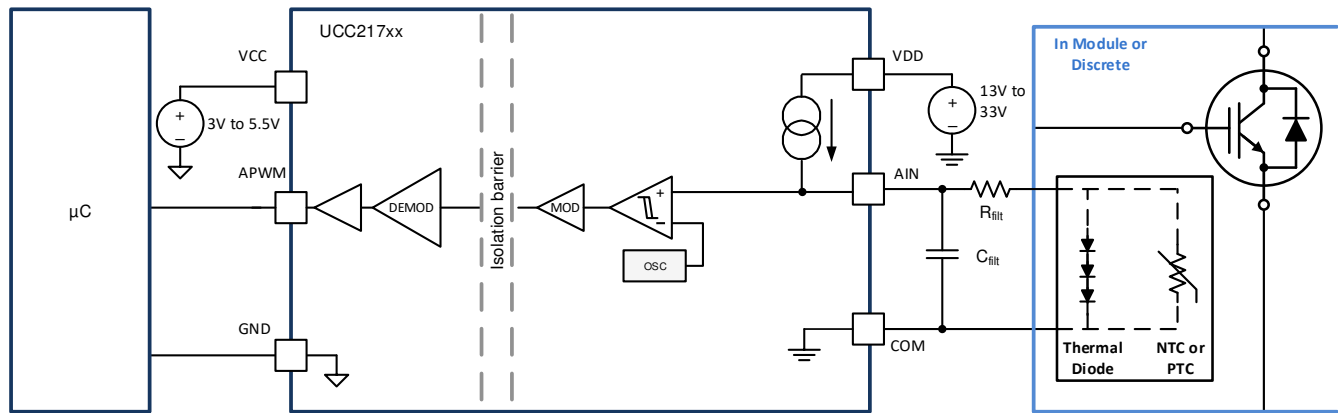 UCC217xx
In Module or
Discrete
VCC
VDD
+
−
3V to 5.5V
+
−
13V to
33V
APWM
AIN
µC
DEMOD
Isolation barrier
MOD
+
−
OSC
Rfilt
Cfilt
GND
COM
Thermal
Diode
NTC or
PTC